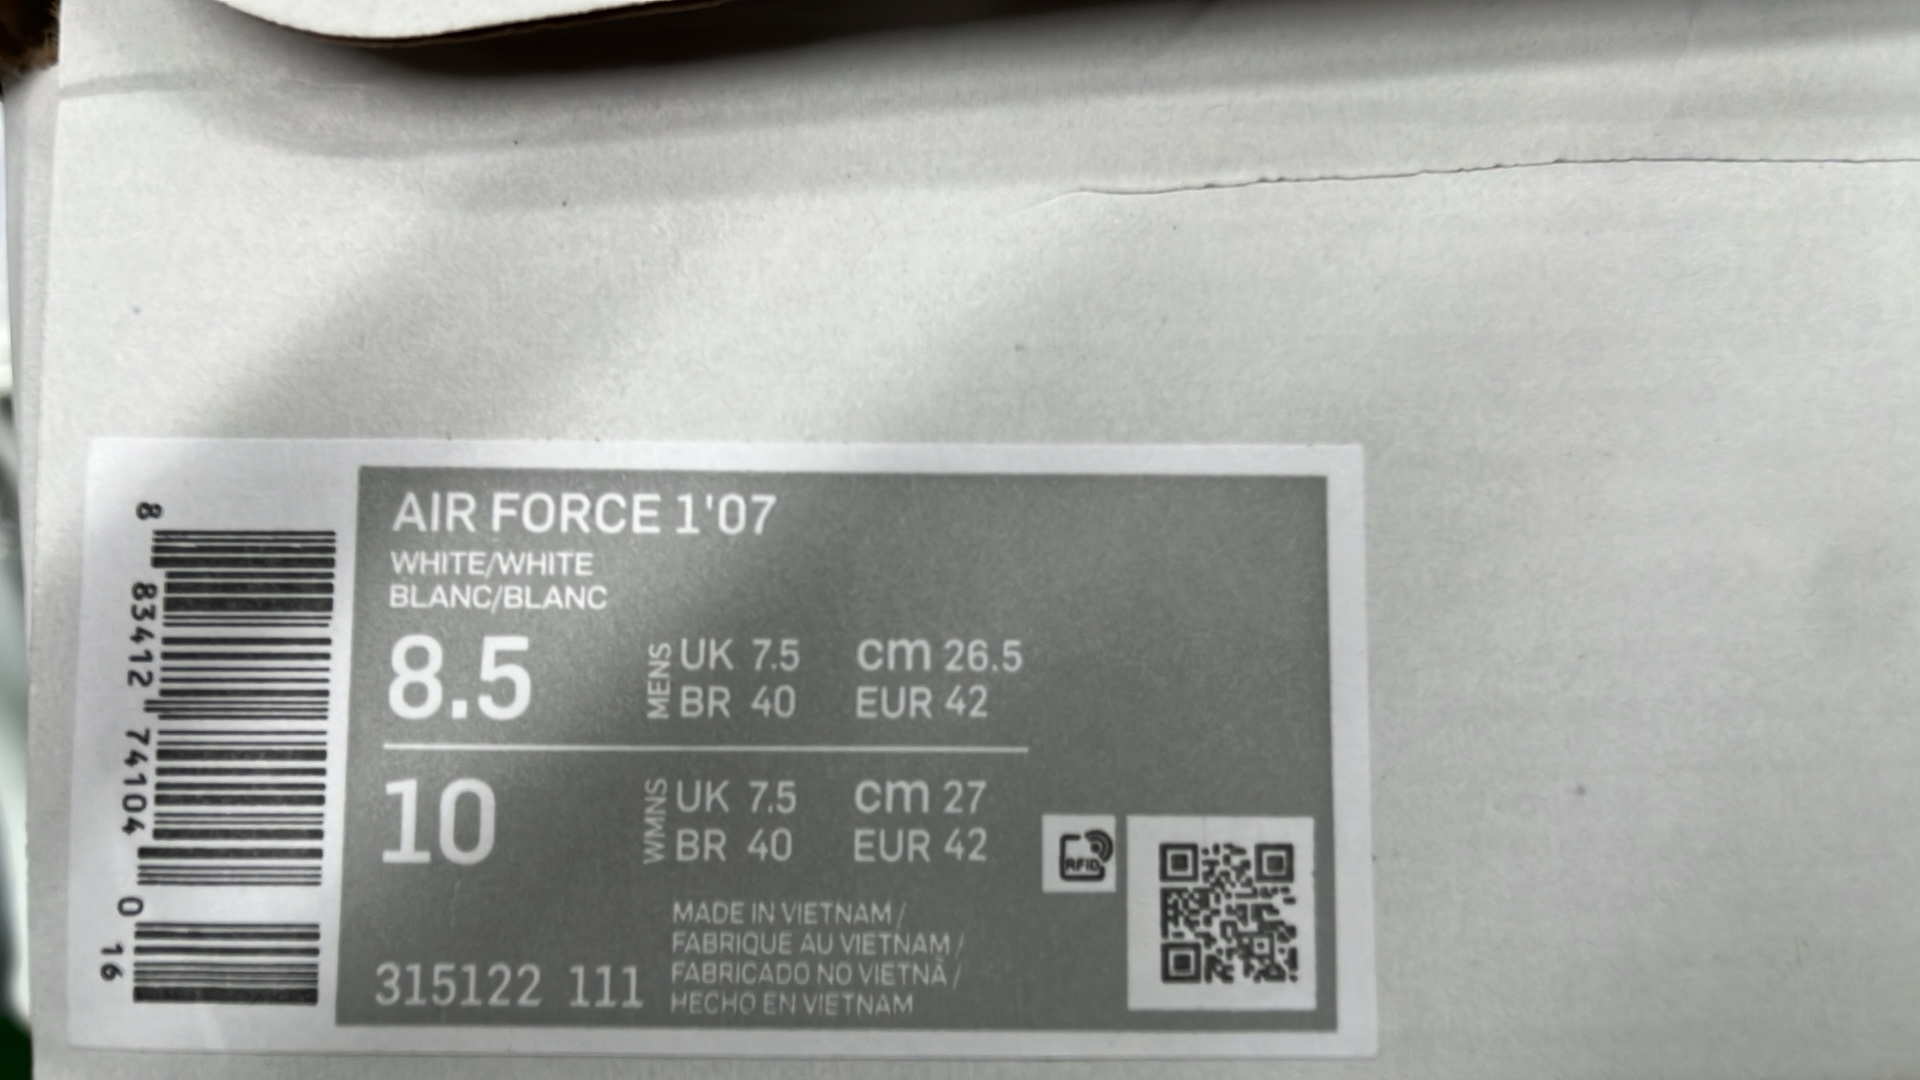 AIR FORCE 1'07
WHITE/WHITE
BLANC/BLANC
8.5
MENS
UK 7.5 cm 26.5
BR 40 EUR 42
10
WMNS
UK 7.5 cm 27
BR 40 EUR 42
RFID
MADE IN VIETNAM /
FABRIQUE AU VIETNAM /
FABRICADO NO VIETNÃ /
HECHO EN VIETNAM
315122 111
8 83412 74104 0 16